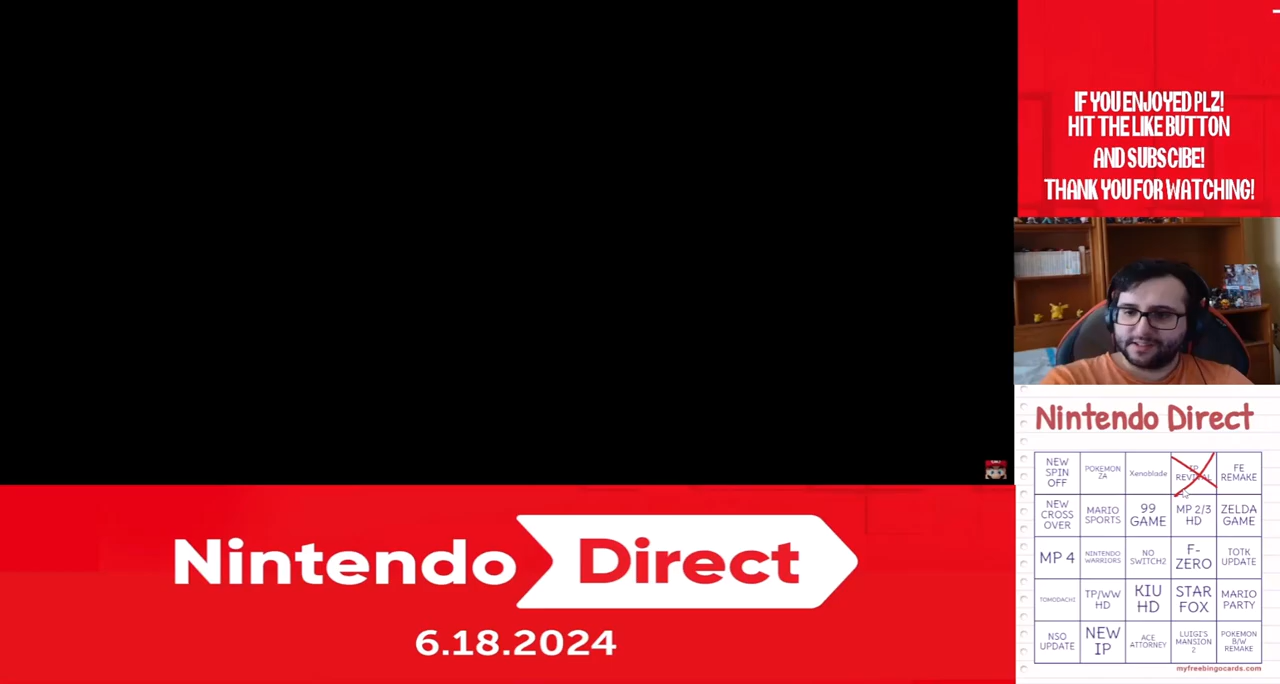 IF YOU ENJOYED PLZ!
HIT THE LIKE BUTTON
AND SUBSCIBE!
THANK YOU FOR WATCHING!
Nintendo Direct
NEW SPIN OFF
POKEMON ZA
Xenoblade
IP REVIVAL
FE REMAKE
NEW CROSS OVER
MARIO SPORTS
99 GAME
MP 2/3 HD
ZELDA GAME
MP 4
NINTENDO WARRIORS
NO SWITCH2
F-ZERO
TOTK UPDATE
TOMODACHI
TP/WW HD
KIU HD
STAR FOX
MARIO PARTY
NSO UPDATE
NEW IP
ACE ATTORNEY
LUIGI'S MANSION 2
POKEMON B/W REMAKE
myfreebingocards.com
Nintendo Direct
6.18.2024